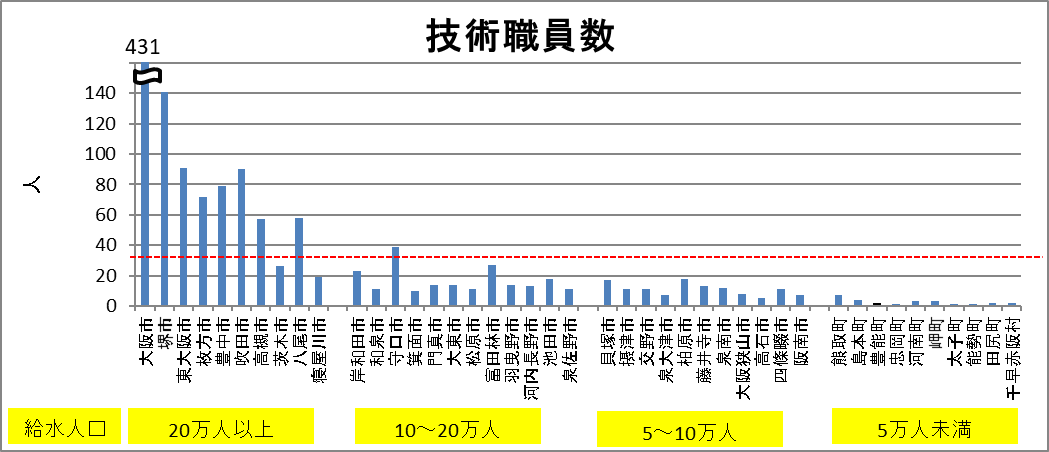 技術職員数
431
人
140
120
100
80
60
40
20
0
大阪市
堺市
東大阪市
枚方市
豊中市
吹田市
高槻市
茨木市
八尾市
寝屋川市
岸和田市
和泉市
守口市
箕面市
門真市
大東市
松原市
富田林市
羽曳野市
河内長野市
池田市
泉佐野市
貝塚市
摂津市
交野市
泉大津市
柏原市
藤井寺市
泉南市
大阪狭山市
高石市
四條畷市
阪南市
熊取町
島本町
豊能町
忠岡町
河南町
岬町
太子町
能勢町
田尻町
千早赤阪村
給水人口
20万人以上
10～20万人
5～10万人
5万人未満